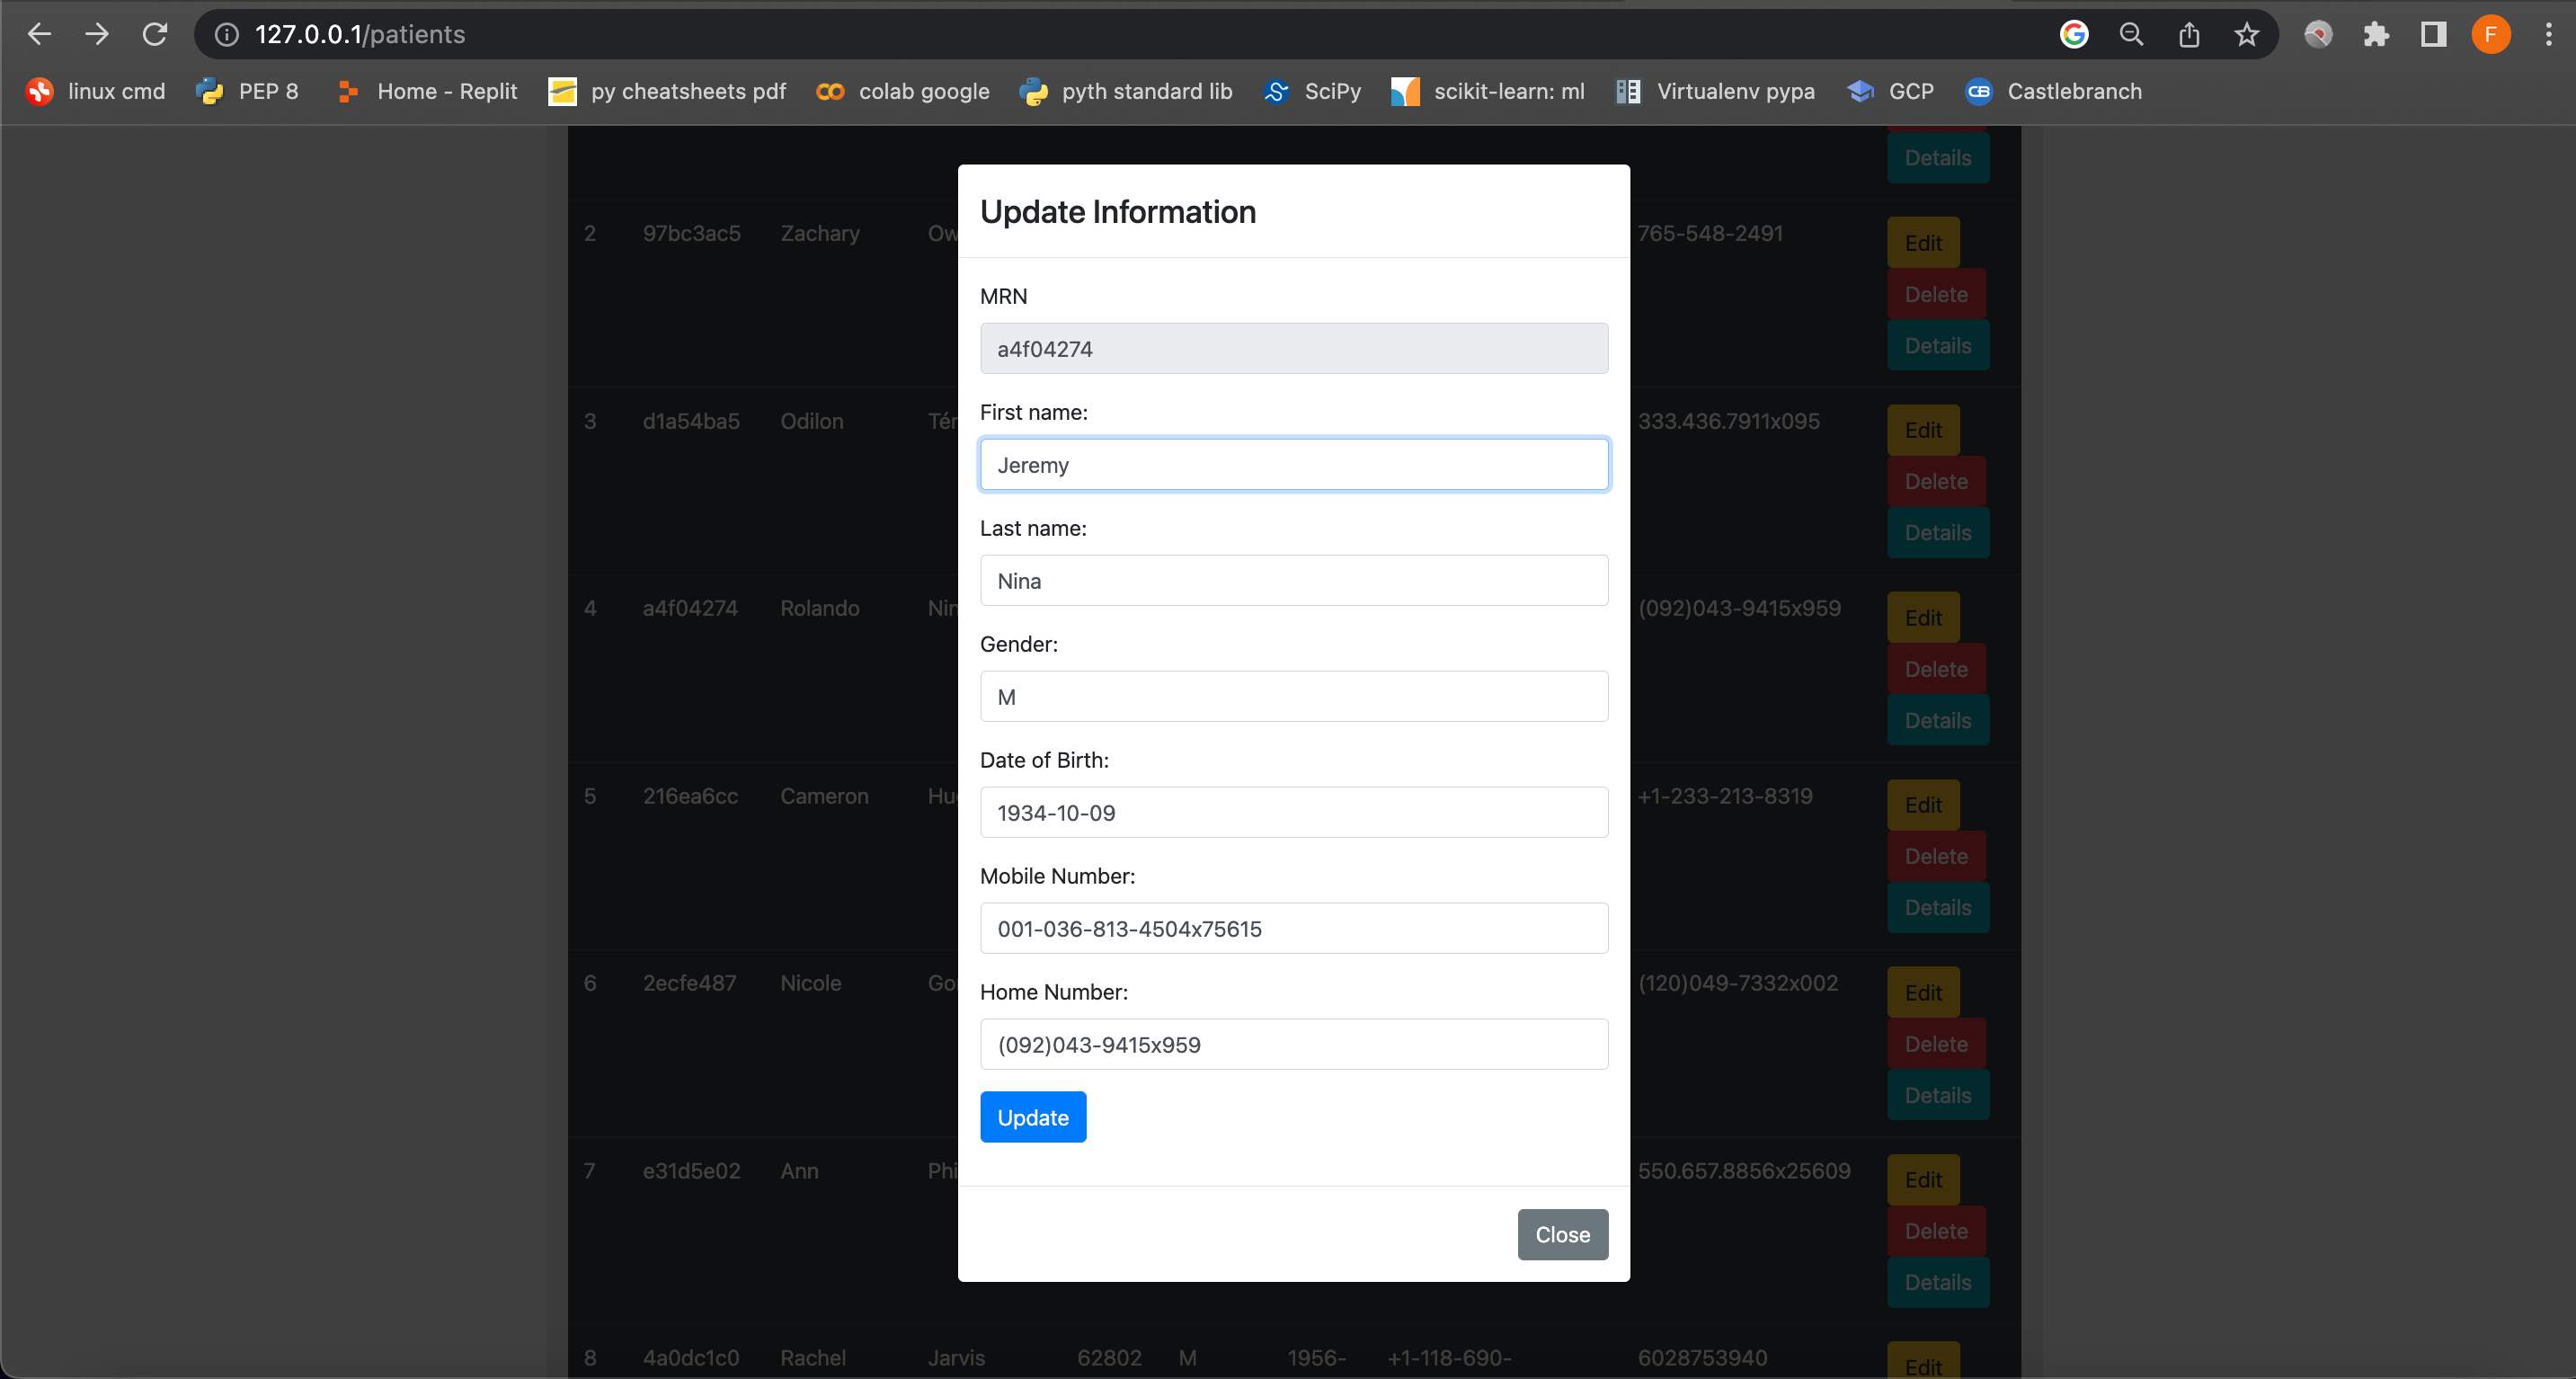 127.0.0.1/patients
F
linux cmd PEP 8 Home - Replit py cheatsheets pdf colab google pyth standard lib SciPy scikit-learn: ml Virtualenv pypa GCP CB Castlebranch
Details
2 97bc3ac5 Zachary Ow 765-548-2491 Edit
Delete
Details
3 d1a54ba5 Odilon Tér 333.436.7911x095 Edit
Delete
Details
4 a4f04274 Rolando Nin (092)043-9415x959 Edit
Delete
Details
5 216ea6cc Cameron Hu +1-233-213-8319 Edit
Delete
Details
6 2ecfe487 Nicole Go (120)049-7332x002 Edit
Delete
Details
7 e31d5e02 Ann Phi 550.657.8856x25609 Edit
Delete
Details
8 4a0dc1c0 Rachel Jarvis 62802 M 1956- +1-118-690- 6028753940 Edit
Update Information
MRN
a4f04274
First name:
Jeremy
Last name:
Nina
Gender:
M
Date of Birth:
1934-10-09
Mobile Number:
001-036-813-4504x75615
Home Number:
(092)043-9415x959
Update
Close